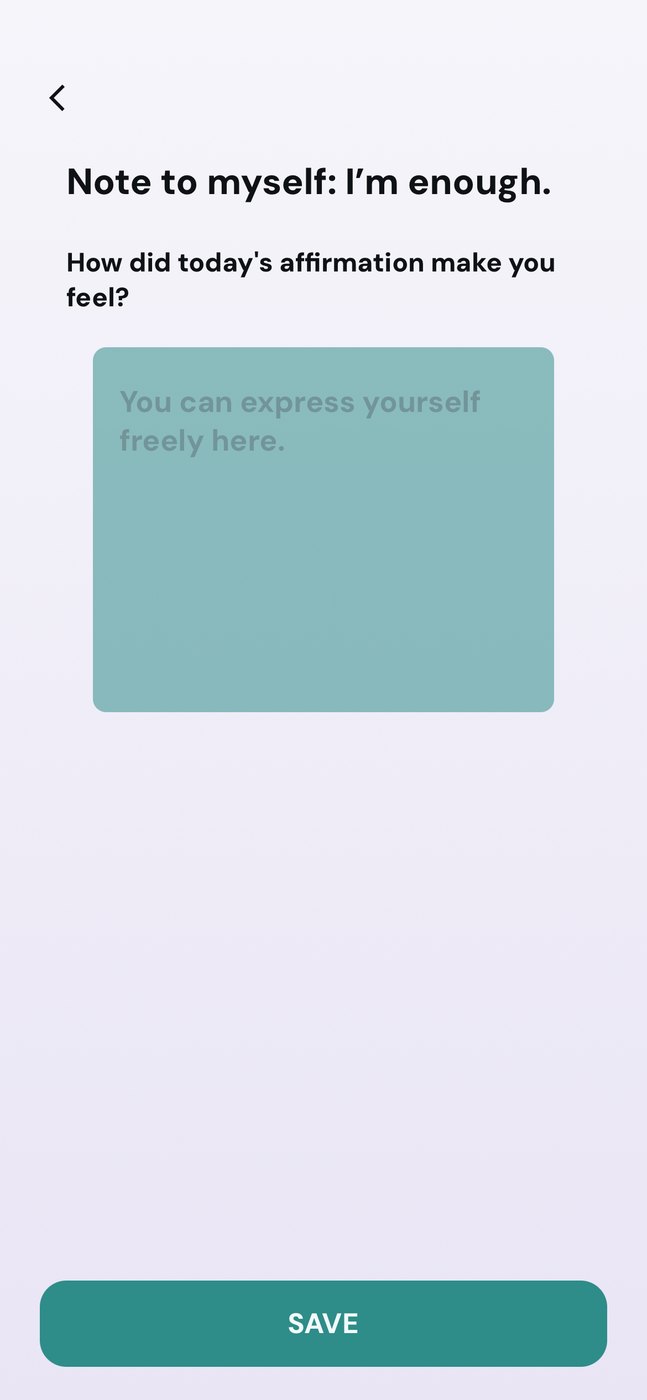 Note to myself: I’m enough.
How did today's affirmation make you
feel?
You can express yourself
freely here.
SAVE